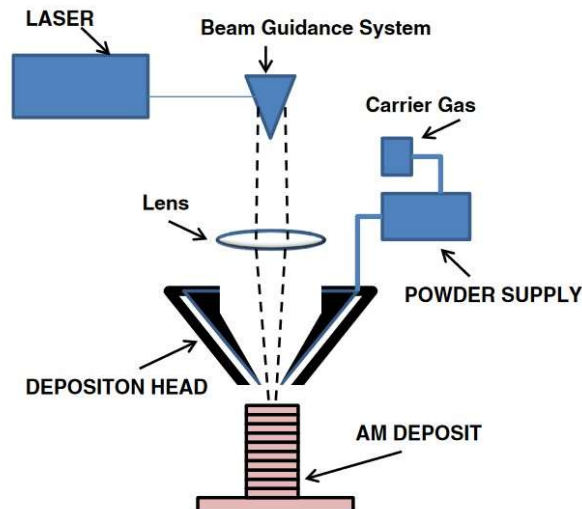 LASER
Beam Guidance System
Carrier Gas
Lens
POWDER SUPPLY
DEPOSITON HEAD
AM DEPOSIT